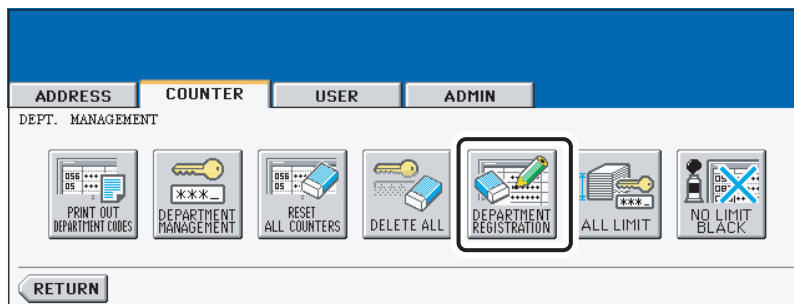 ADDRESS COUNTER USER ADMIN
DEPT. MANAGEMENT
PRINT OUT
DEPARTMENT CODES
***_
DEPARTMENT
MANAGEMENT
RESET
ALL COUNTERS
DELETE ALL
DEPARTMENT
REGISTRATION
***_
ALL LIMIT
NO LIMIT
BLACK
RETURN